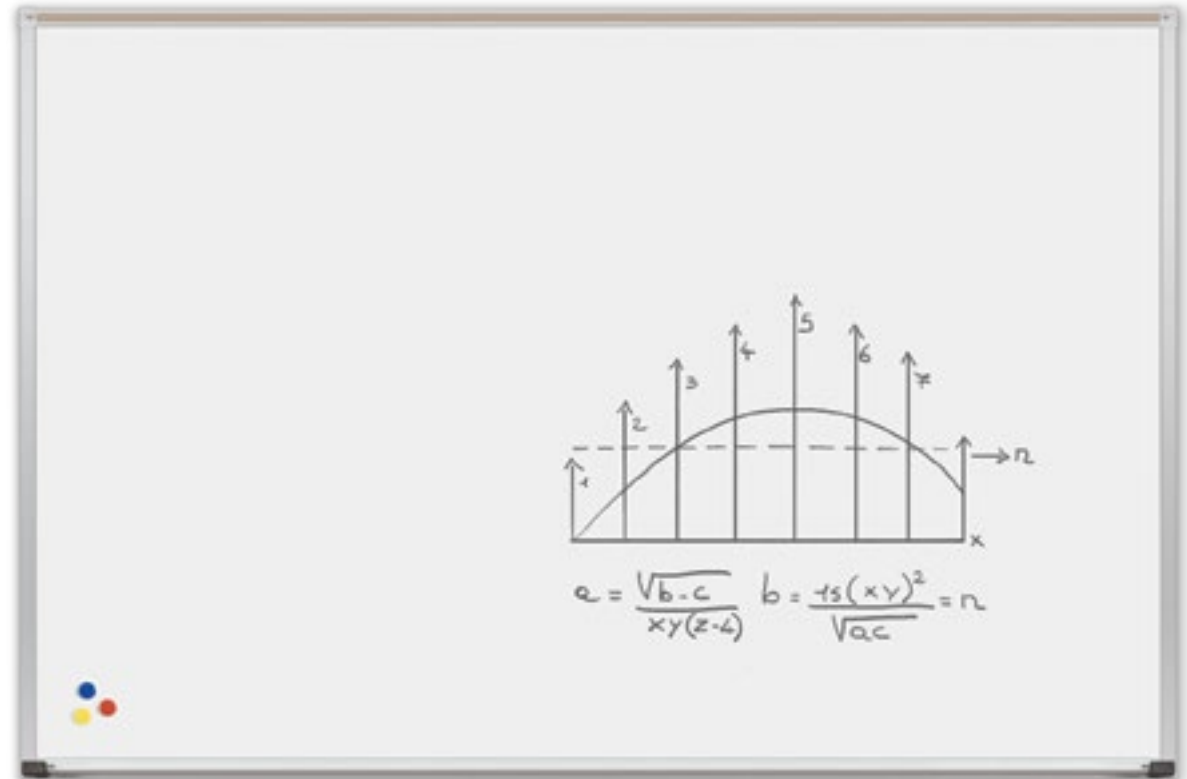 5
4
6
3
7
2
1
n
x
a = √b-c / xy(z-4) b = 15(xy)² / √ac = n